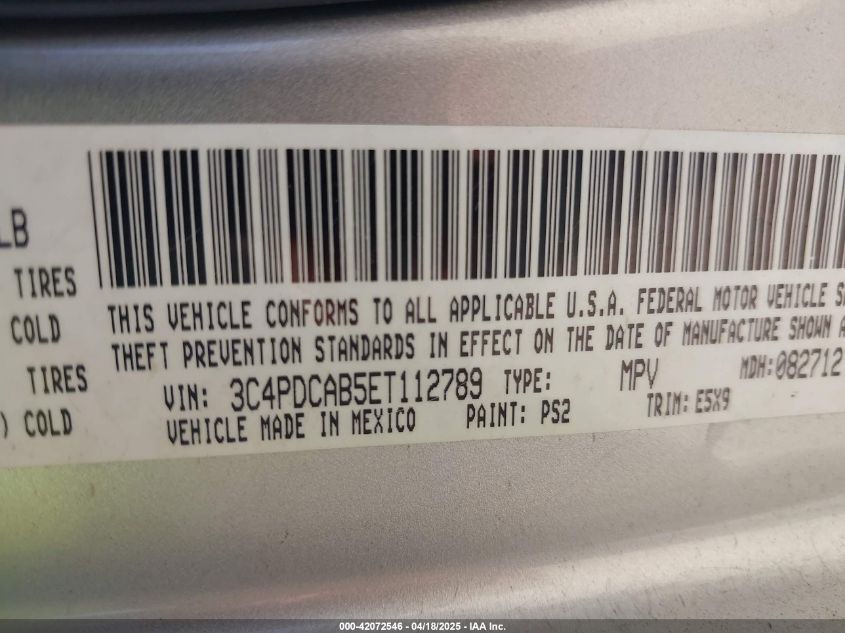 LB
TIRES
COLD
TIRES
) COLD
THIS VEHICLE CONFORMS TO ALL APPLICABLE U.S.A. FEDERAL MOTOR VEHICLE
THEFT PREVENTION STANDARDS IN EFFECT ON THE DATE OF MANUFACTURE SHOWN
VIN: 3C4PDCAB5ET112789 TYPE: MPV MDH:082712
VEHICLE MADE IN MEXICO PAINT: PS2 TRIM: E5X9
000-42072546 - 04/18/2025 - IAA Inc.